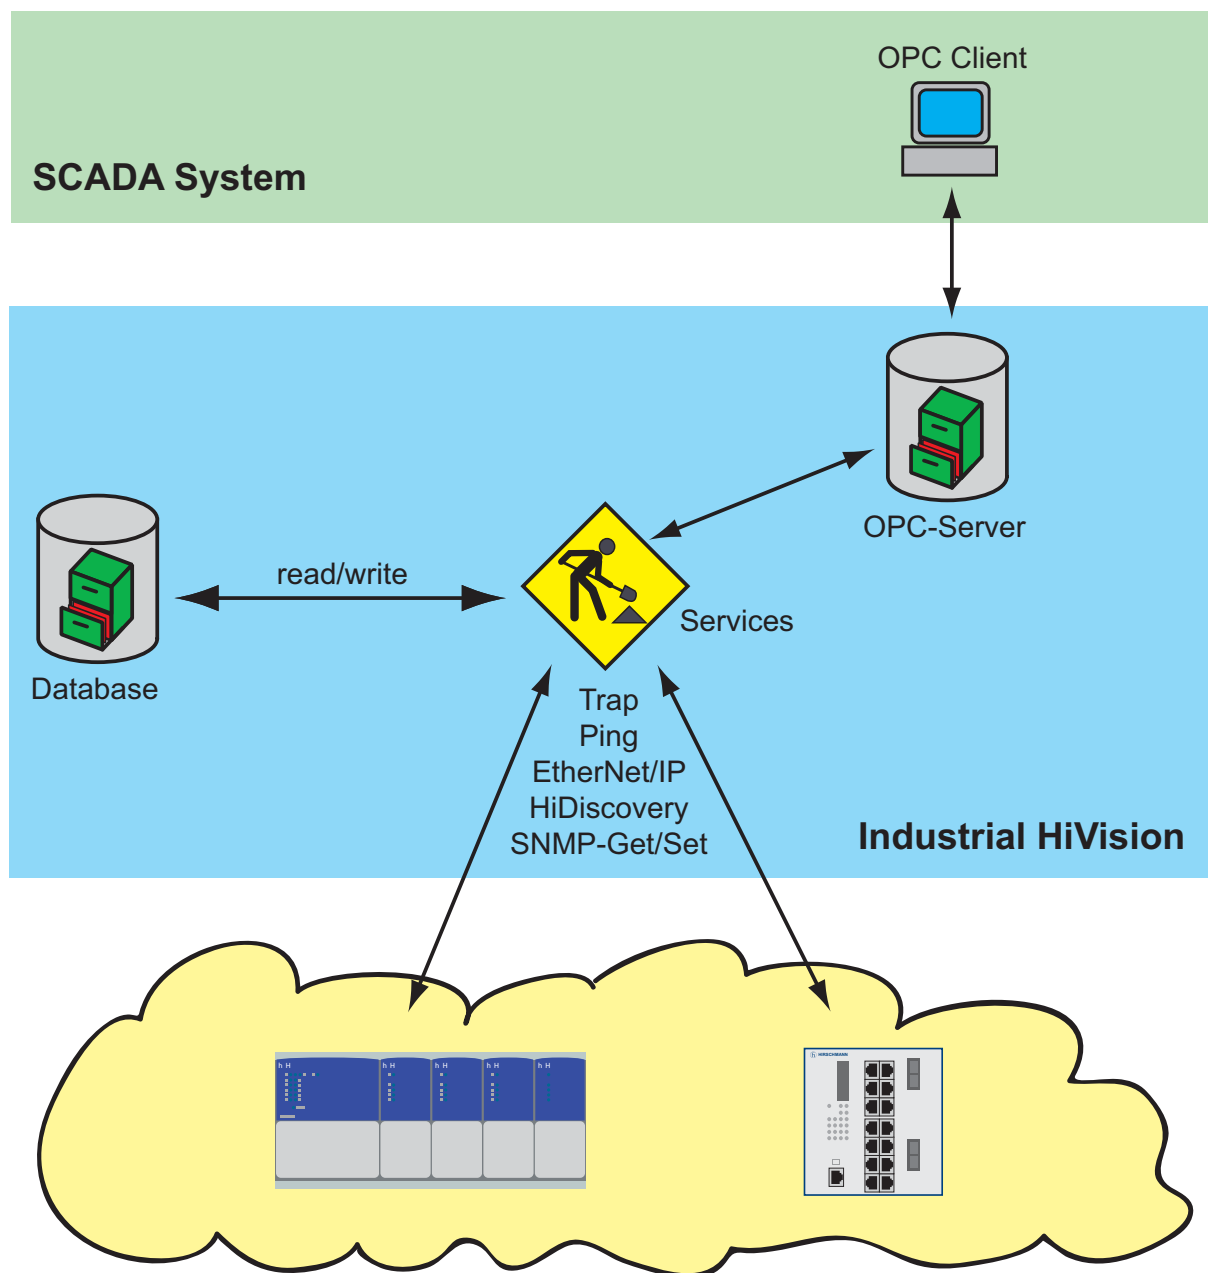 OPC Client
SCADA System
OPC-Server
read/write
Services
Database
Trap
Ping
EtherNet/IP
HiDiscovery
SNMP-Get/Set
Industrial HiVision
h H
h H
h H
h H
h H
h HIRSCHMANN